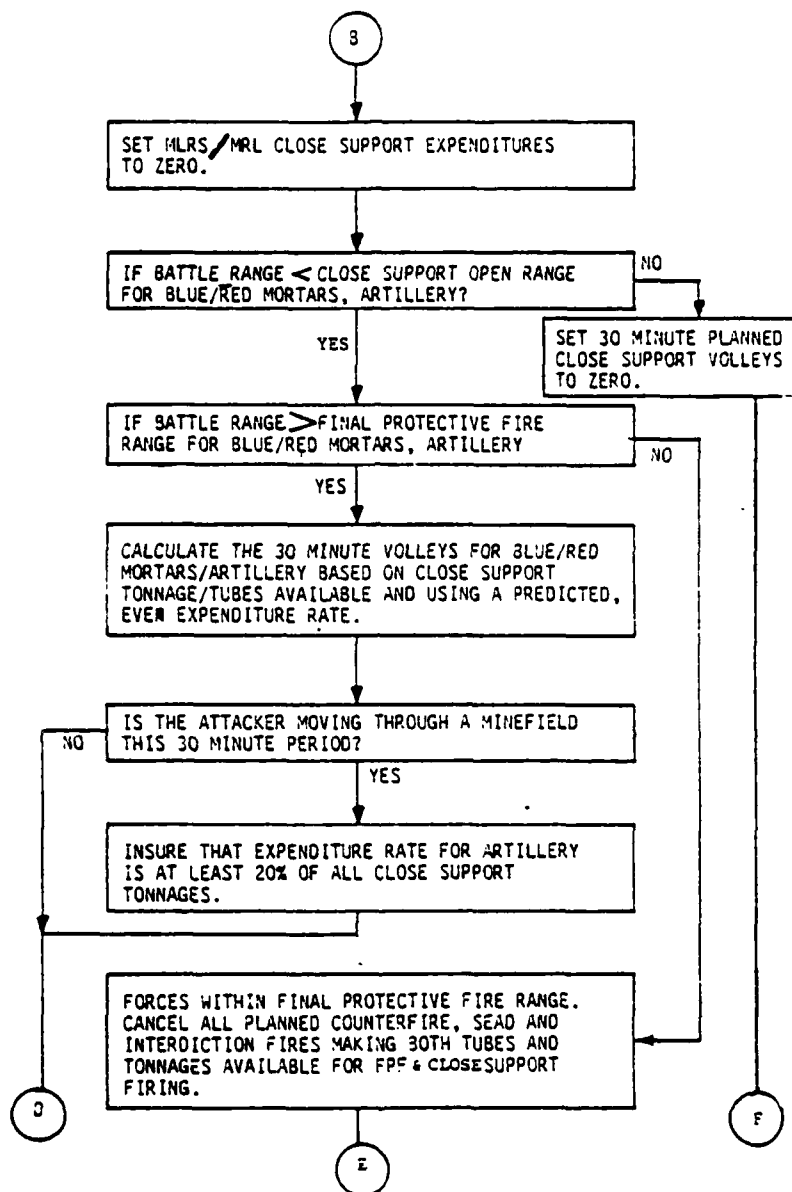 B
SET MLRS/MRL CLOSE SUPPORT EXPENDITURES
TO ZERO.
IF BATTLE RANGE < CLOSE SUPPORT OPEN RANGE
FOR BLUE/RED MORTARS, ARTILLERY?
NO
YES
SET 30 MINUTE PLANNED
CLOSE SUPPORT VOLLEYS
TO ZERO.
IF BATTLE RANGE > FINAL PROTECTIVE FIRE
RANGE FOR BLUE/RED MORTARS, ARTILLERY
NO
YES
CALCULATE THE 30 MINUTE VOLLEYS FOR BLUE/RED
MORTARS/ARTILLERY BASED ON CLOSE SUPPORT
TONNAGE/TUBES AVAILABLE AND USING A PREDICTED,
EVEN EXPENDITURE RATE.
IS THE ATTACKER MOVING THROUGH A MINEFIELD
THIS 30 MINUTE PERIOD?
NO
YES
INSURE THAT EXPENDITURE RATE FOR ARTILLERY
IS AT LEAST 20% OF ALL CLOSE SUPPORT
TONNAGES.
FORCES WITHIN FINAL PROTECTIVE FIRE RANGE.
CANCEL ALL PLANNED COUNTERFIRE, SEAD AND
INTERDICTION FIRES MAKING BOTH TUBES AND
TONNAGES AVAILABLE FOR FPF & CLOSE SUPPORT
FIRING.
D
F
E